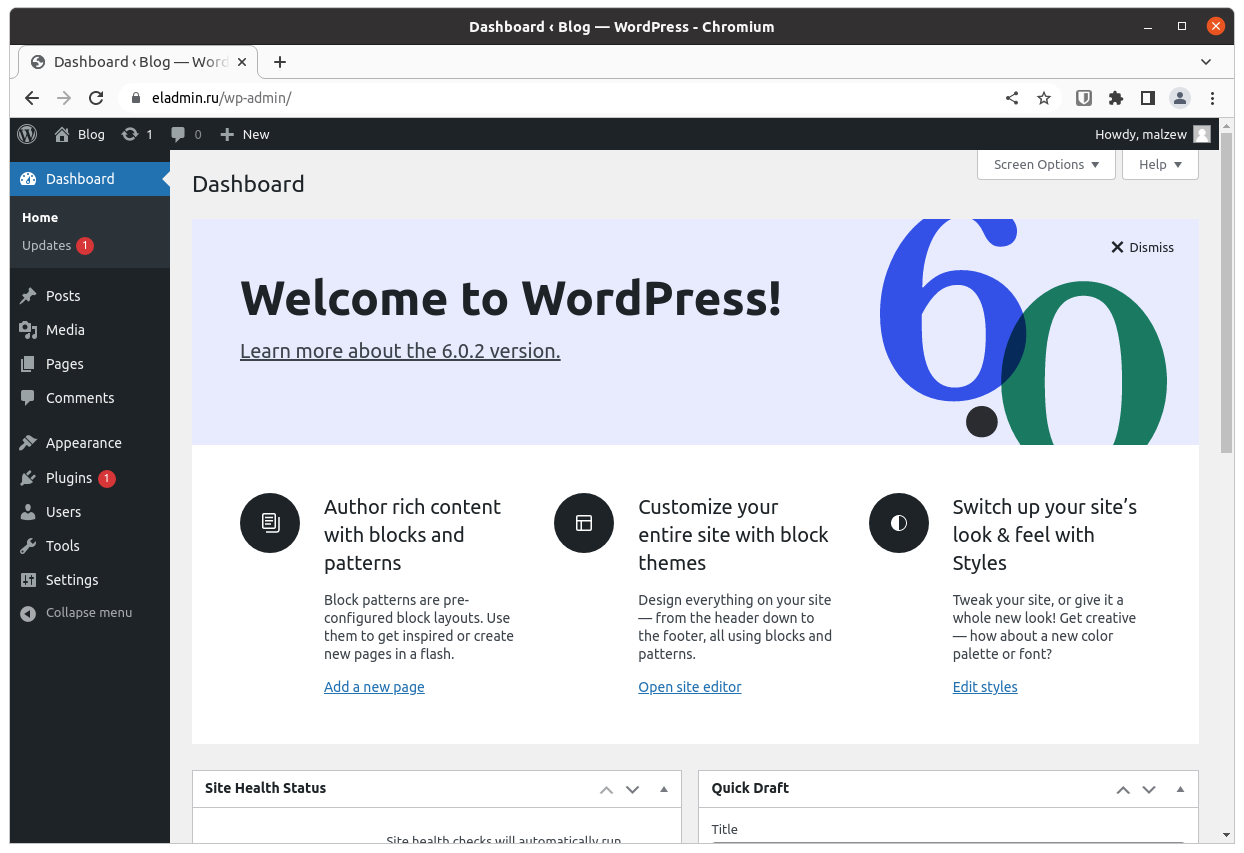 Dashboard ‹ Blog — WordPress - Chromium
Dashboard ‹ Blog — Word
eladmin.ru/wp-admin/
Blog 1 0 New Howdy, malzew
Dashboard
Home
Updates 1
Posts
Media
Pages
Comments
Appearance
Plugins 1
Users
Tools
Settings
Collapse menu
Screen Options Help
Dashboard
Dismiss
6.0
Welcome to WordPress!
Learn more about the 6.0.2 version.
Author rich content
with blocks and
patterns
Block patterns are pre-
configured block layouts. Use
them to get inspired or create
new pages in a flash.
Add a new page
Customize your
entire site with block
themes
Design everything on your site
— from the header down to
the footer, all using blocks and
patterns.
Open site editor
Switch up your site’s
look & feel with
Styles
Tweak your site, or give it a
whole new look! Get creative
— how about a new color
palette or font?
Edit styles
Site Health Status
Site health checks will automatically run
Quick Draft
Title